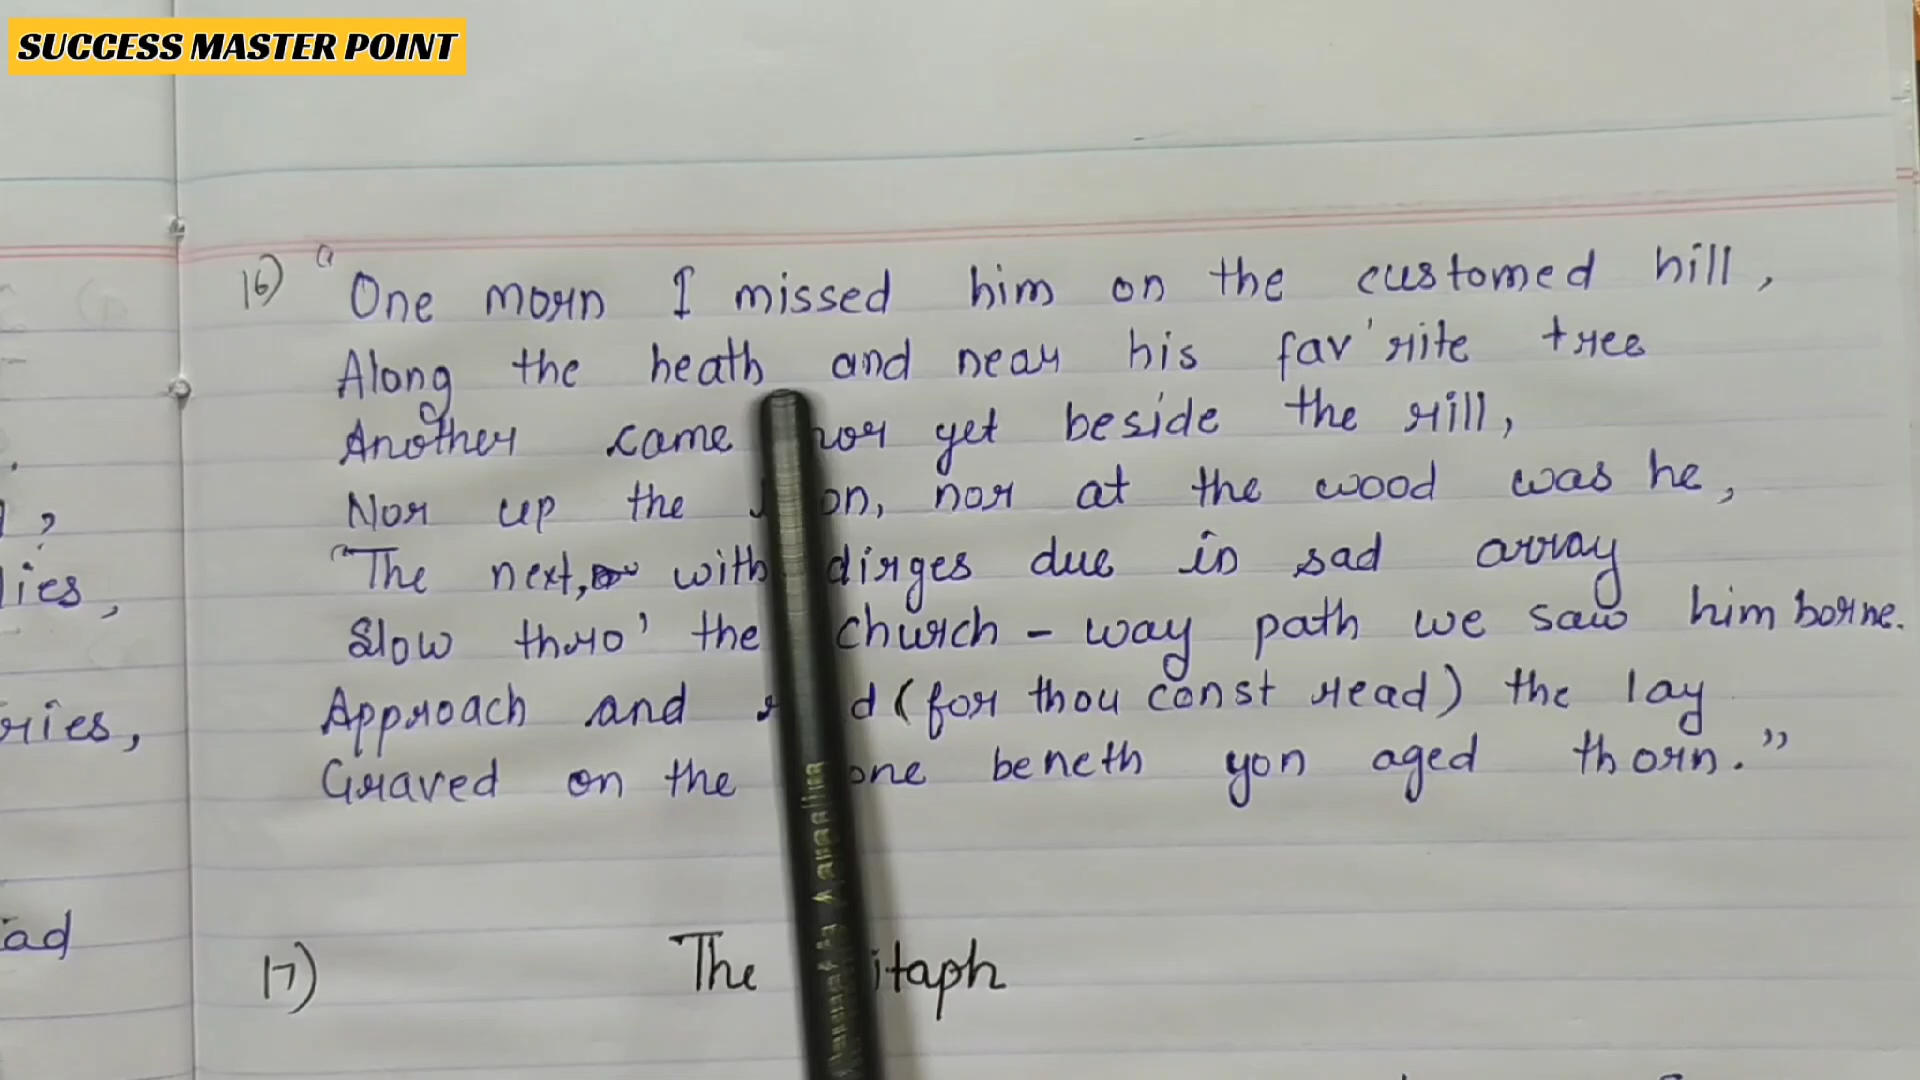 SUCCESS MASTER POINT
16) "One morn I missed him on the customed hill,
Along the heath and near his fav'rite tree
Another came nor yet beside the rill,
Nor up the on, nor at the wood was he,
"The next, with dirges due in sad array
Slow thro' the church-way path we saw him borne.
Approach and (for thou canst read) the lay
Graved on the beneth yon aged thorn."
17) The
lies,
ries,
ad